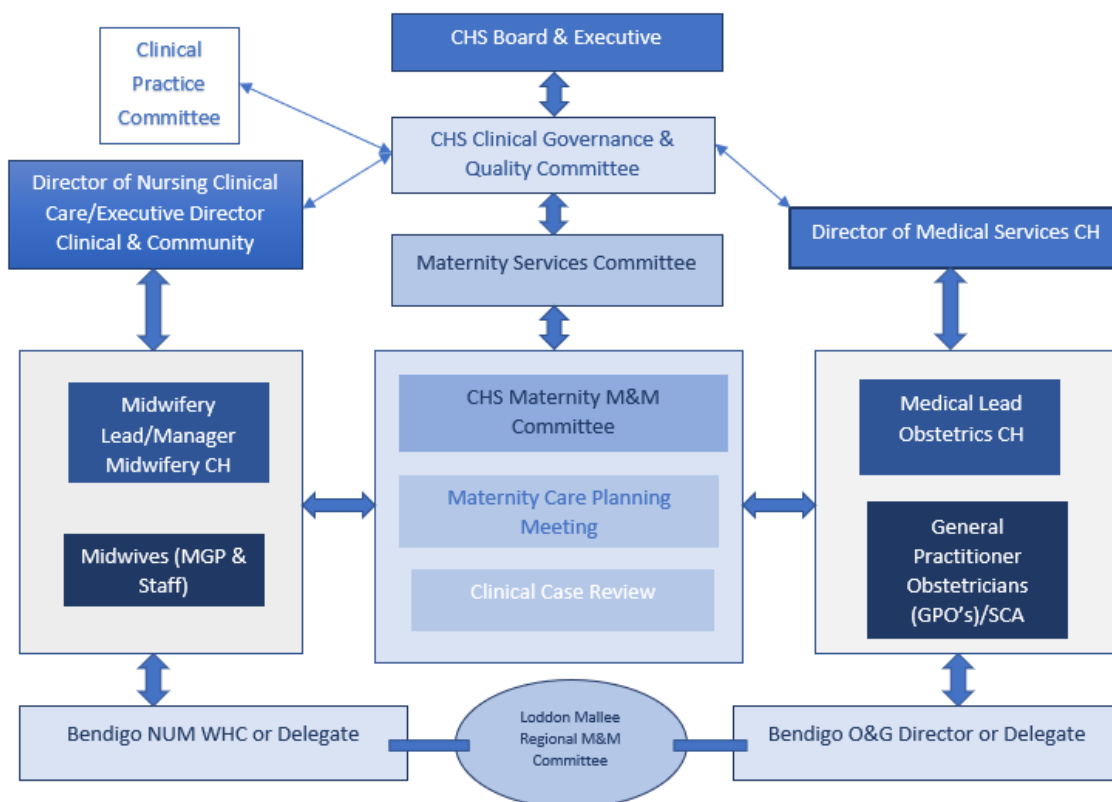 Clinical
Practice
Committee
CHS Board & Executive
CHS Clinical Governance &
Quality Committee
Director of Nursing Clinical
Care/Executive Director
Clinical & Community
Director of Medical Services CH
Maternity Services Committee
Midwifery
Lead/Manager
Midwifery CH
Midwives (MGP &
Staff)
CHS Maternity M&M
Committee
Maternity Care Planning
Meeting
Clinical Case Review
Medical Lead
Obstetrics CH
General
Practitioner
Obstetricians
(GPO's)/SCA
Bendigo NUM WHC or Delegate
Loddon Mallee
Regional M&M
Committee
Bendigo O&G Director or Delegate